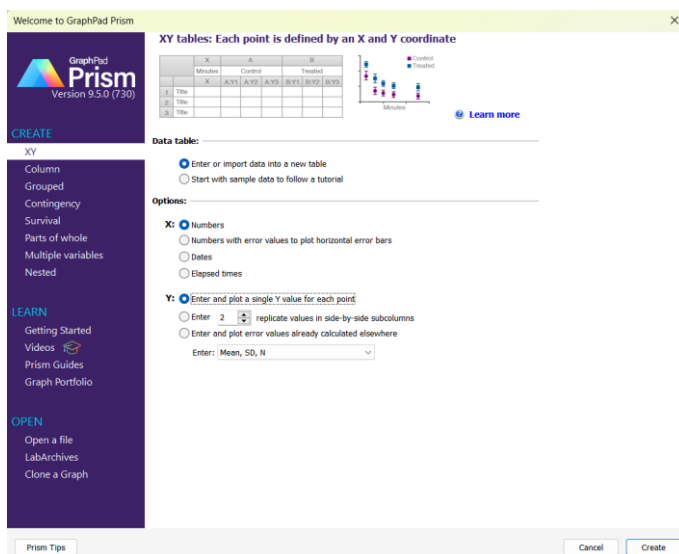 Welcome to GraphPad Prism
GraphPad
Prism
Version 9.5.0 (730)
CREATE
XY
Column
Grouped
Contingency
Survival
Parts of whole
Multiple variables
Nested
LEARN
Getting Started
Videos
Prism Guides
Graph Portfolio
OPEN
Open a file
LabArchives
Clone a Graph
XY tables: Each point is defined by an X and Y coordinate
X A B
Minutes Control Treated
X A:Y1 A:Y2 A:Y3 B:Y1 B:Y2 B:Y3
1 Title
2 Title
3 Title
Control
Treated
Minutes
Learn more
Data table:
Enter or import data into a new table
Start with sample data to follow a tutorial
Options:
X: Numbers
Numbers with error values to plot horizontal error bars
Dates
Elapsed times
Y: Enter and plot a single Y value for each point
Enter 2 replicate values in side-by-side subcolumns
Enter and plot error values already calculated elsewhere
Enter: Mean, SD, N
Prism Tips
Cancel
Create